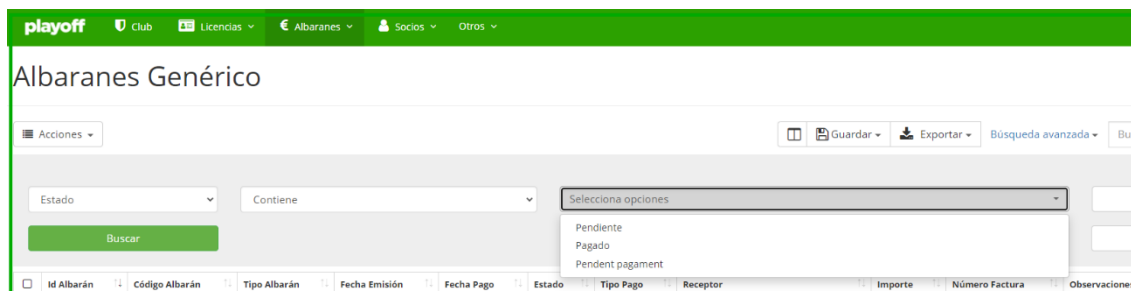 playoff Club Licencias € Albaranes Socios Otros
Albaranes Genérico
Acciones Guardar Exportar Búsqueda avanzada
Estado Contiene Selecciona opciones
Buscar Pendiente
Pagado
Pendent pagament
Id Albarán Código Albarán Tipo Albarán Fecha Emisión Fecha Pago Estado Tipo Pago Receptor Importe Número Factura Observaciones